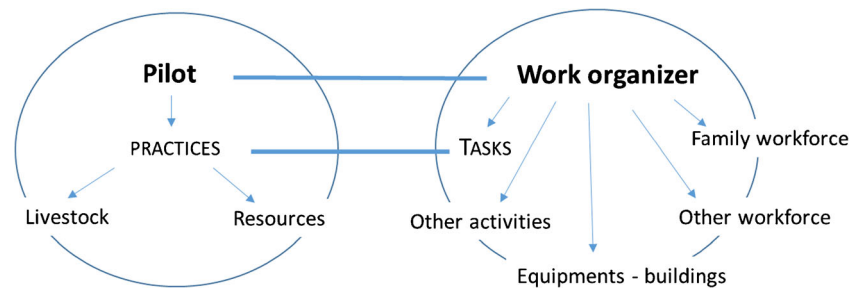 Pilot
Work organizer
PRACTICES
TASKS
Family workforce
Livestock
Resources
Other activities
Other workforce
Equipments - buildings